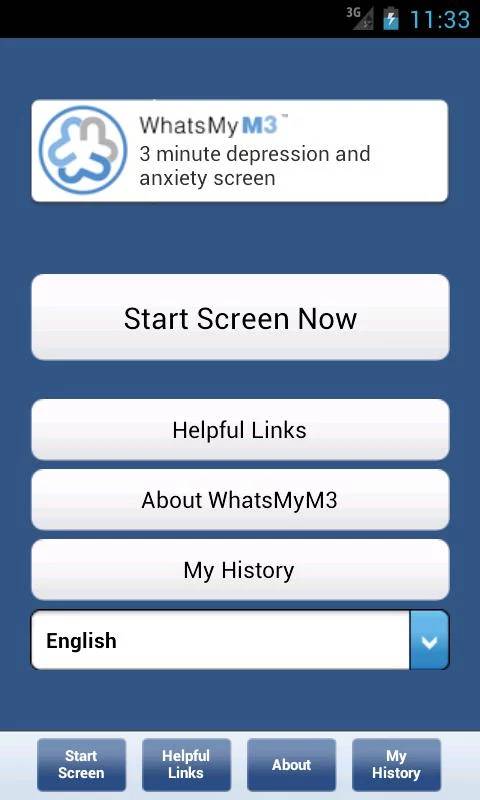 3G 11:33
WhatsMyM3™
3 minute depression and
anxiety screen
Start Screen Now
Helpful Links
About WhatsMyM3
My History
English
Start
Screen
Helpful
Links
About
My
History